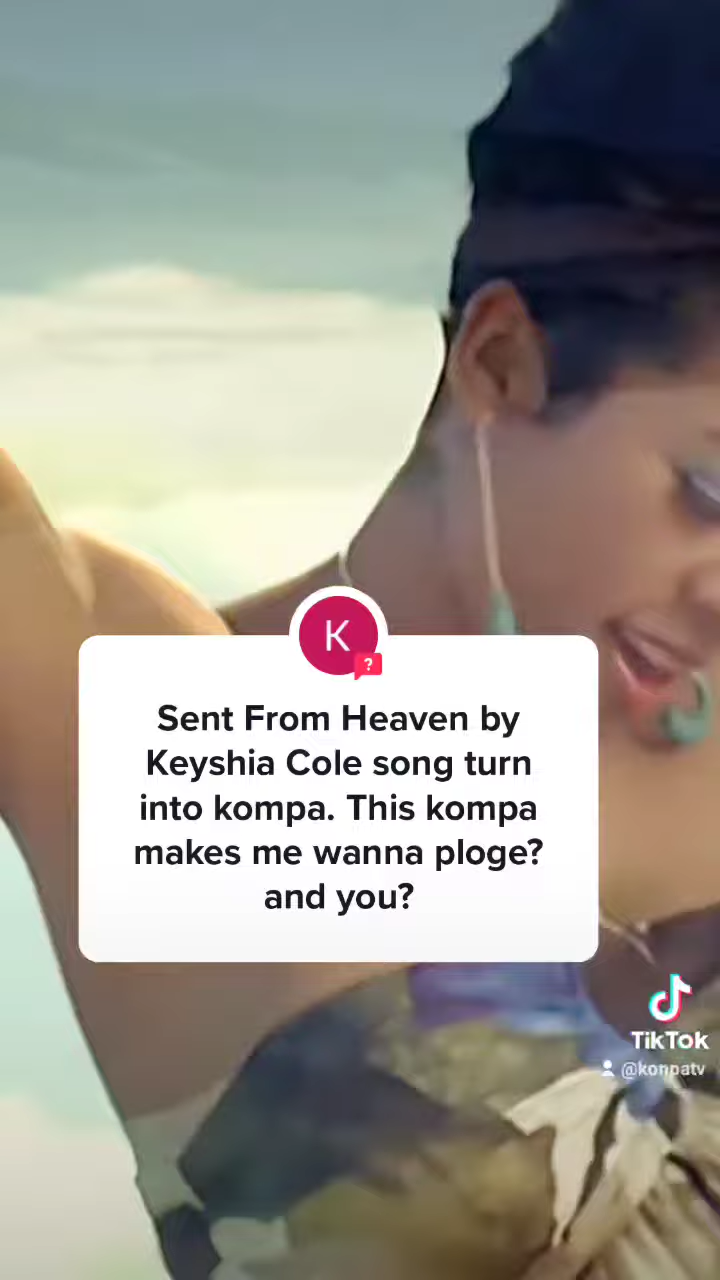 K
?
Sent From Heaven by
Keyshia Cole song turn
into kompa. This kompa
makes me wanna ploge?
and you?
TikTok
@konpatv